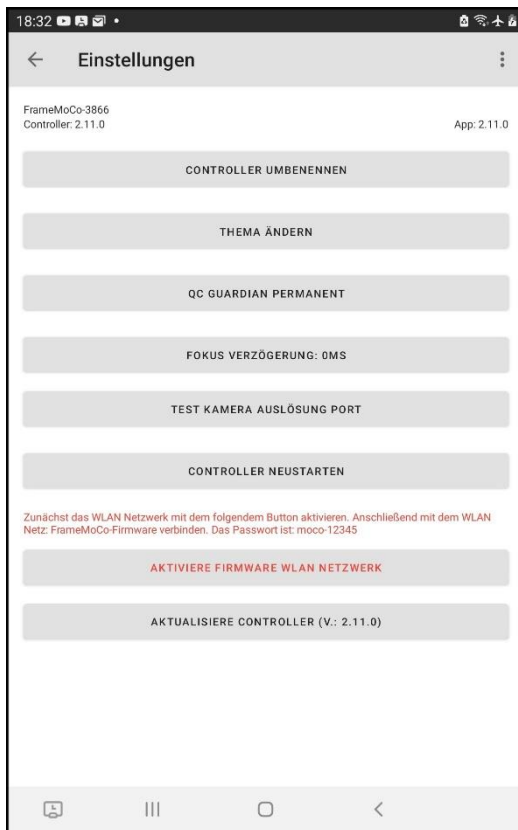 18:32
Einstellungen
FrameMoCo-3866
Controller: 2.11.0
App: 2.11.0
CONTROLLER UMBENENNEN
THEMA ÄNDERN
QC GUARDIAN PERMANENT
FOKUS VERZÖGERUNG: 0MS
TEST KAMERA AUSLÖSUNG PORT
CONTROLLER NEUSTARTEN
Zunächst das WLAN Netzwerk mit dem folgendem Button aktivieren. Anschließend mit dem WLAN
Netz: FrameMoCo-Firmware verbinden. Das Passwort ist: moco-12345
AKTIVIERE FIRMWARE WLAN NETZWERK
AKTUALISIERE CONTROLLER (V.: 2.11.0)